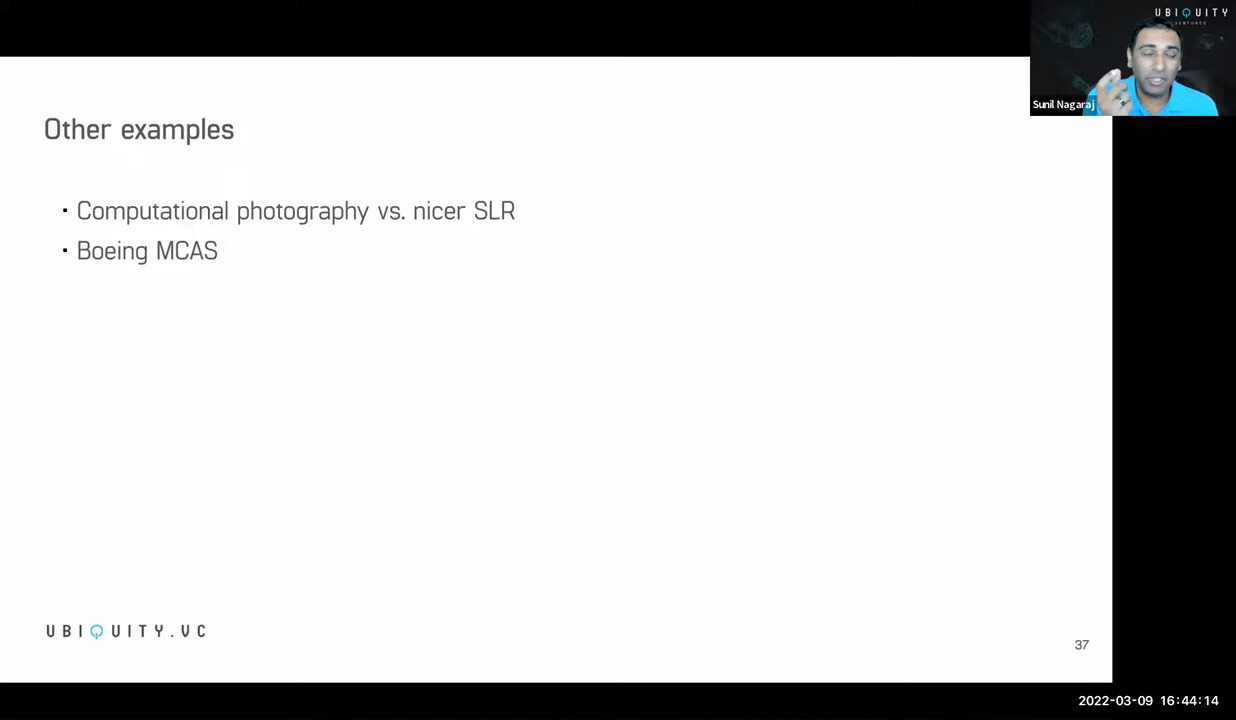 UBIQUITY
VENTURES
Sunil Nagaraj
Other examples
· Computational photography vs. nicer SLR
· Boeing MCAS
UBIQUITY.VC
37
2022-03-09 16:44:14